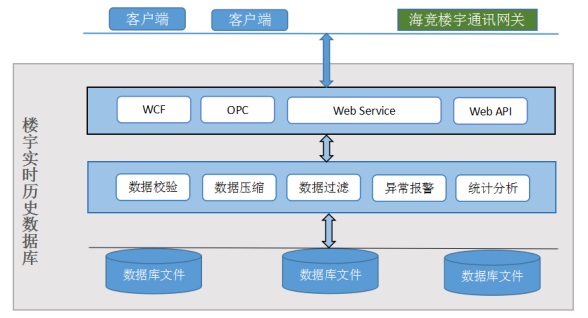 客户端
客户端
海竞楼宇通讯网关
楼宇实时历史数据库
WCF
OPC
Web Service
Web API
数据校验
数据压缩
数据过滤
异常报警
统计分析
数据库文件
数据库文件
数据库文件